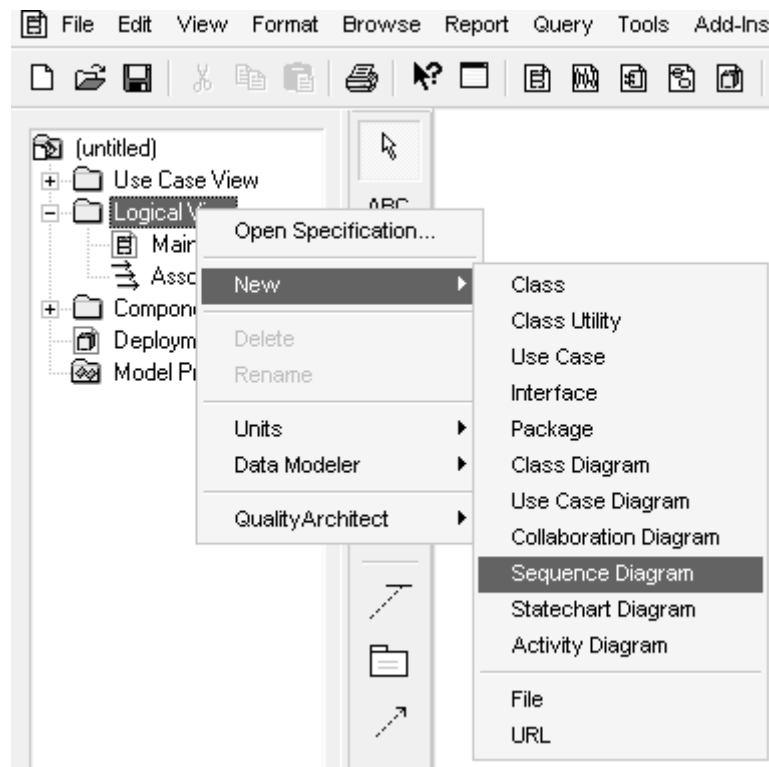 File Edit View Format Browse Report Query Tools Add-Ins
(untitled)
Use Case View
Logical
Open Specification...
New
Delete
Rename
Units
Data Modeler
QualityArchitect
Class
Class Utility
Use Case
Interface
Package
Class Diagram
Use Case Diagram
Collaboration Diagram
Sequence Diagram
Statechart Diagram
Activity Diagram
File
URL
Main
Asso
Compon
Deploym
Model
ABC